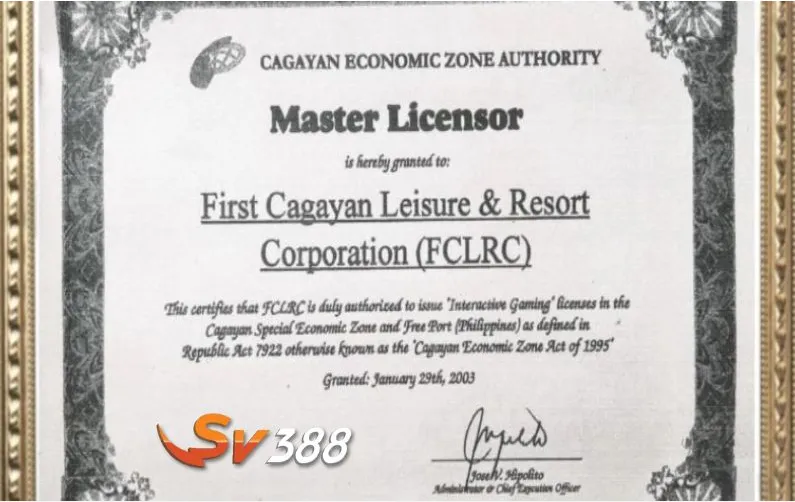 CAGAYAN ECONOMIC ZONE AUTHORITY
Master Licensor
is hereby granted to:
First Cagayan Leisure & Resort
Corporation (FCLRC)
This certifies that FCLRC is duly authorized to issue 'Interactive Gaming' licenses in the
Cagayan Special Economic Zone and Free Port (Philippines) as defined in
Republic Act 7922 otherwise known as the 'Cagayan Economic Zone Act of 1995'
Granted: January 29th, 2003
SV388
Jose V. Hipolito
Administrator & Chief Execution Officer